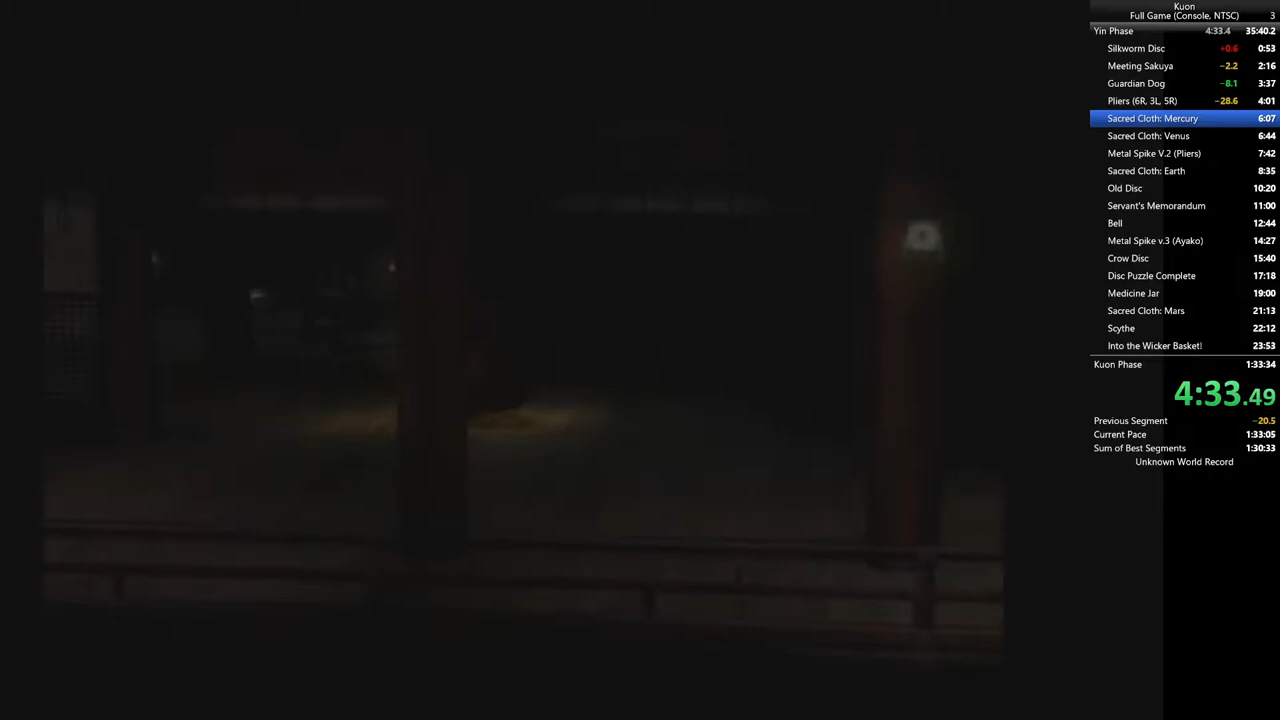 Kuon
Full Game (Console, NTSC) 3
Yin Phase 4:33.4 35:40.2
Silkworm Disc +0.6 0:53
Meeting Sakuya −2.2 2:16
Guardian Dog −8.1 3:37
Pliers (6R, 3L, 5R) −28.6 4:01
Sacred Cloth: Mercury 6:07
Sacred Cloth: Venus 6:44
Metal Spike V.2 (Pliers) 7:42
Sacred Cloth: Earth 8:35
Old Disc 10:20
Servant's Memorandum 11:00
Bell 12:44
Metal Spike v.3 (Ayako) 14:27
Crow Disc 15:40
Disc Puzzle Complete 17:18
Medicine Jar 19:00
Sacred Cloth: Mars 21:13
Scythe 22:12
Into the Wicker Basket! 23:53
Kuon Phase 1:33:34
4:33.49
Previous Segment −20.5
Current Pace 1:33:05
Sum of Best Segments 1:30:33
Unknown World Record